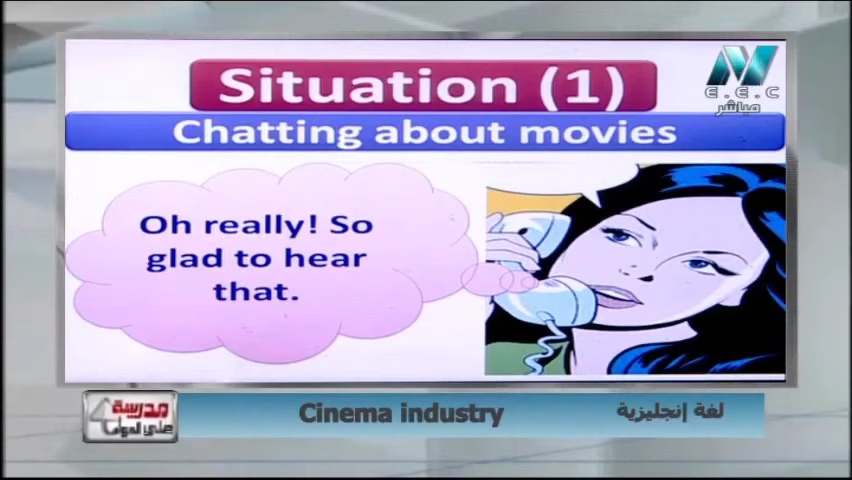 Situation (1)
E.E.C
مباشر
Chatting about movies
Oh really! So
glad to hear
that.
مدرسة
على الهواء
Cinema industry
لغة إنجليزية